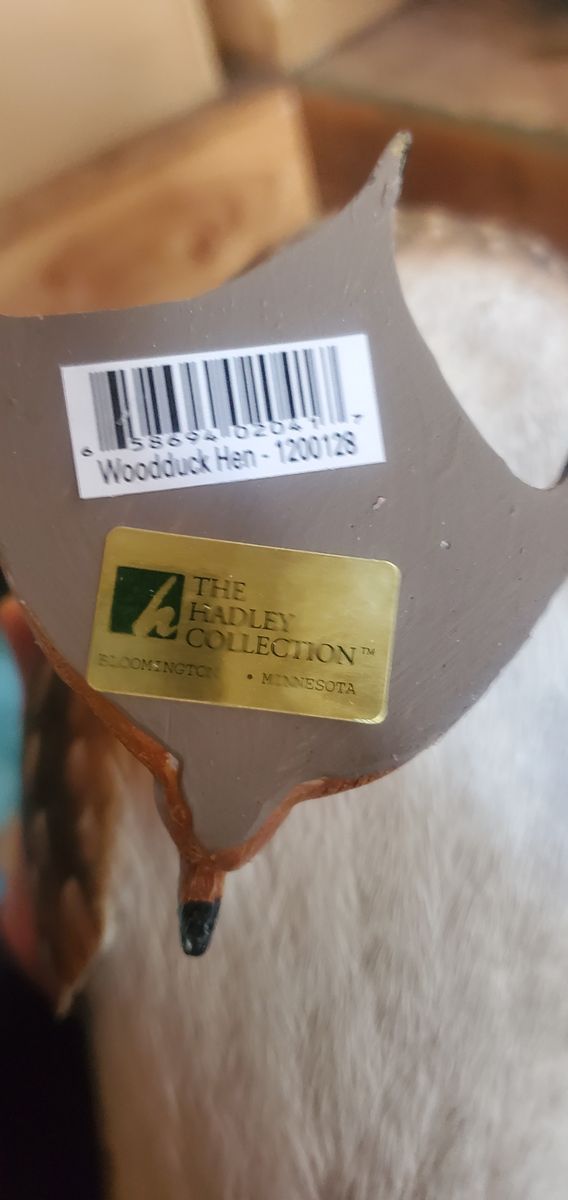 6 58694 02041 7
Woodduck Hen - 1200128
h
THE
HADLEY
COLLECTION™
BLOOMINGTON • MINNESOTA